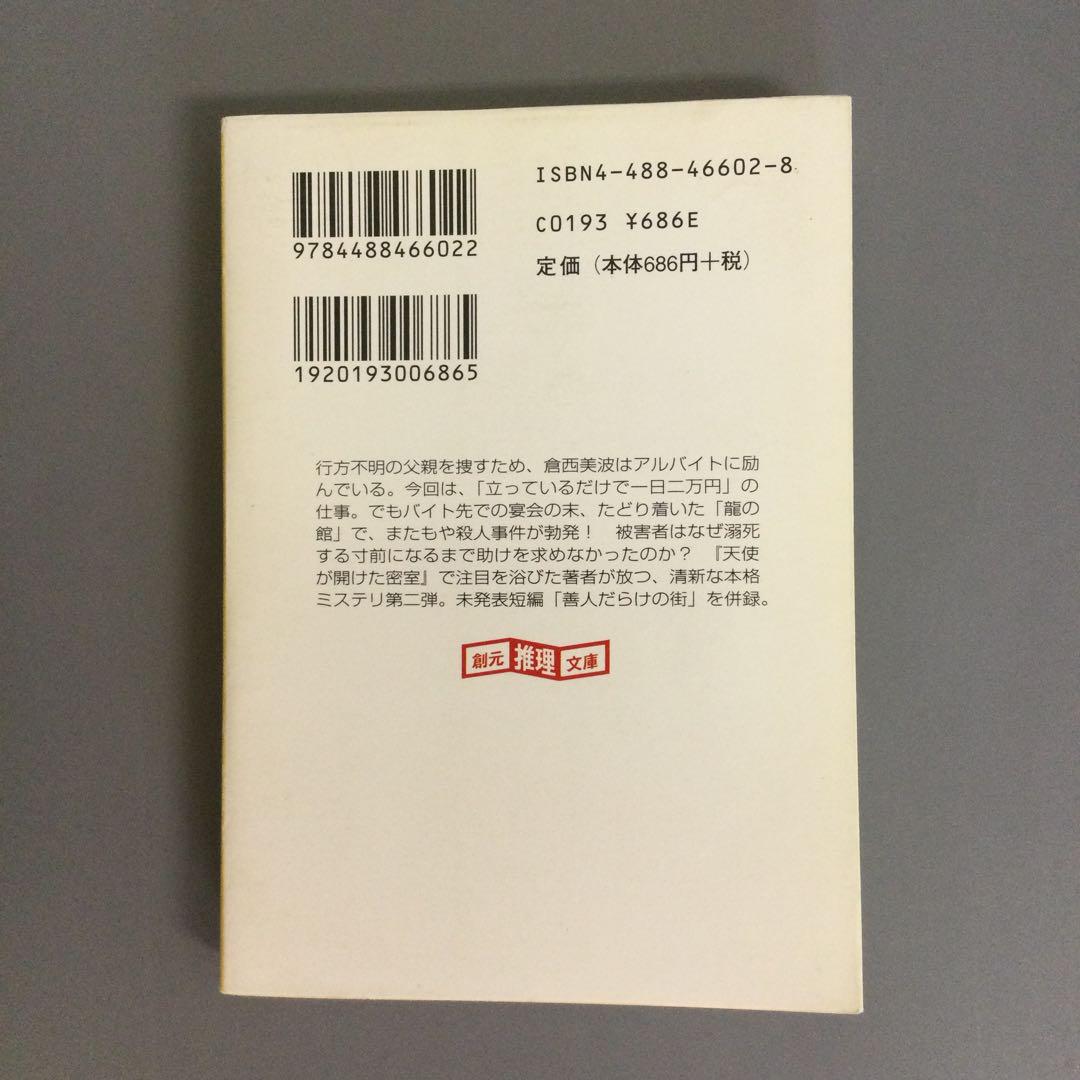 9784488466022
1920193006865
ISBN4-488-46602-8
C0193 ¥686E
定価（本体686円＋税）
行方不明の父親を捜すため、倉西美波はアルバイトに励
んでいる。今回は、「立っているだけで一日二万円」の
仕事。でもバイト先での宴会の末、たどり着いた「龍の
館」で、またもや殺人事件が勃発！　被害者はなぜ溺死
する寸前になるまで助けを求めなかったのか？　『天使
が開けた密室』で注目を浴びた著者が放つ、清新な本格
ミステリ第二弾。未発表短編「善人だらけの街」を併録。
創元推理文庫